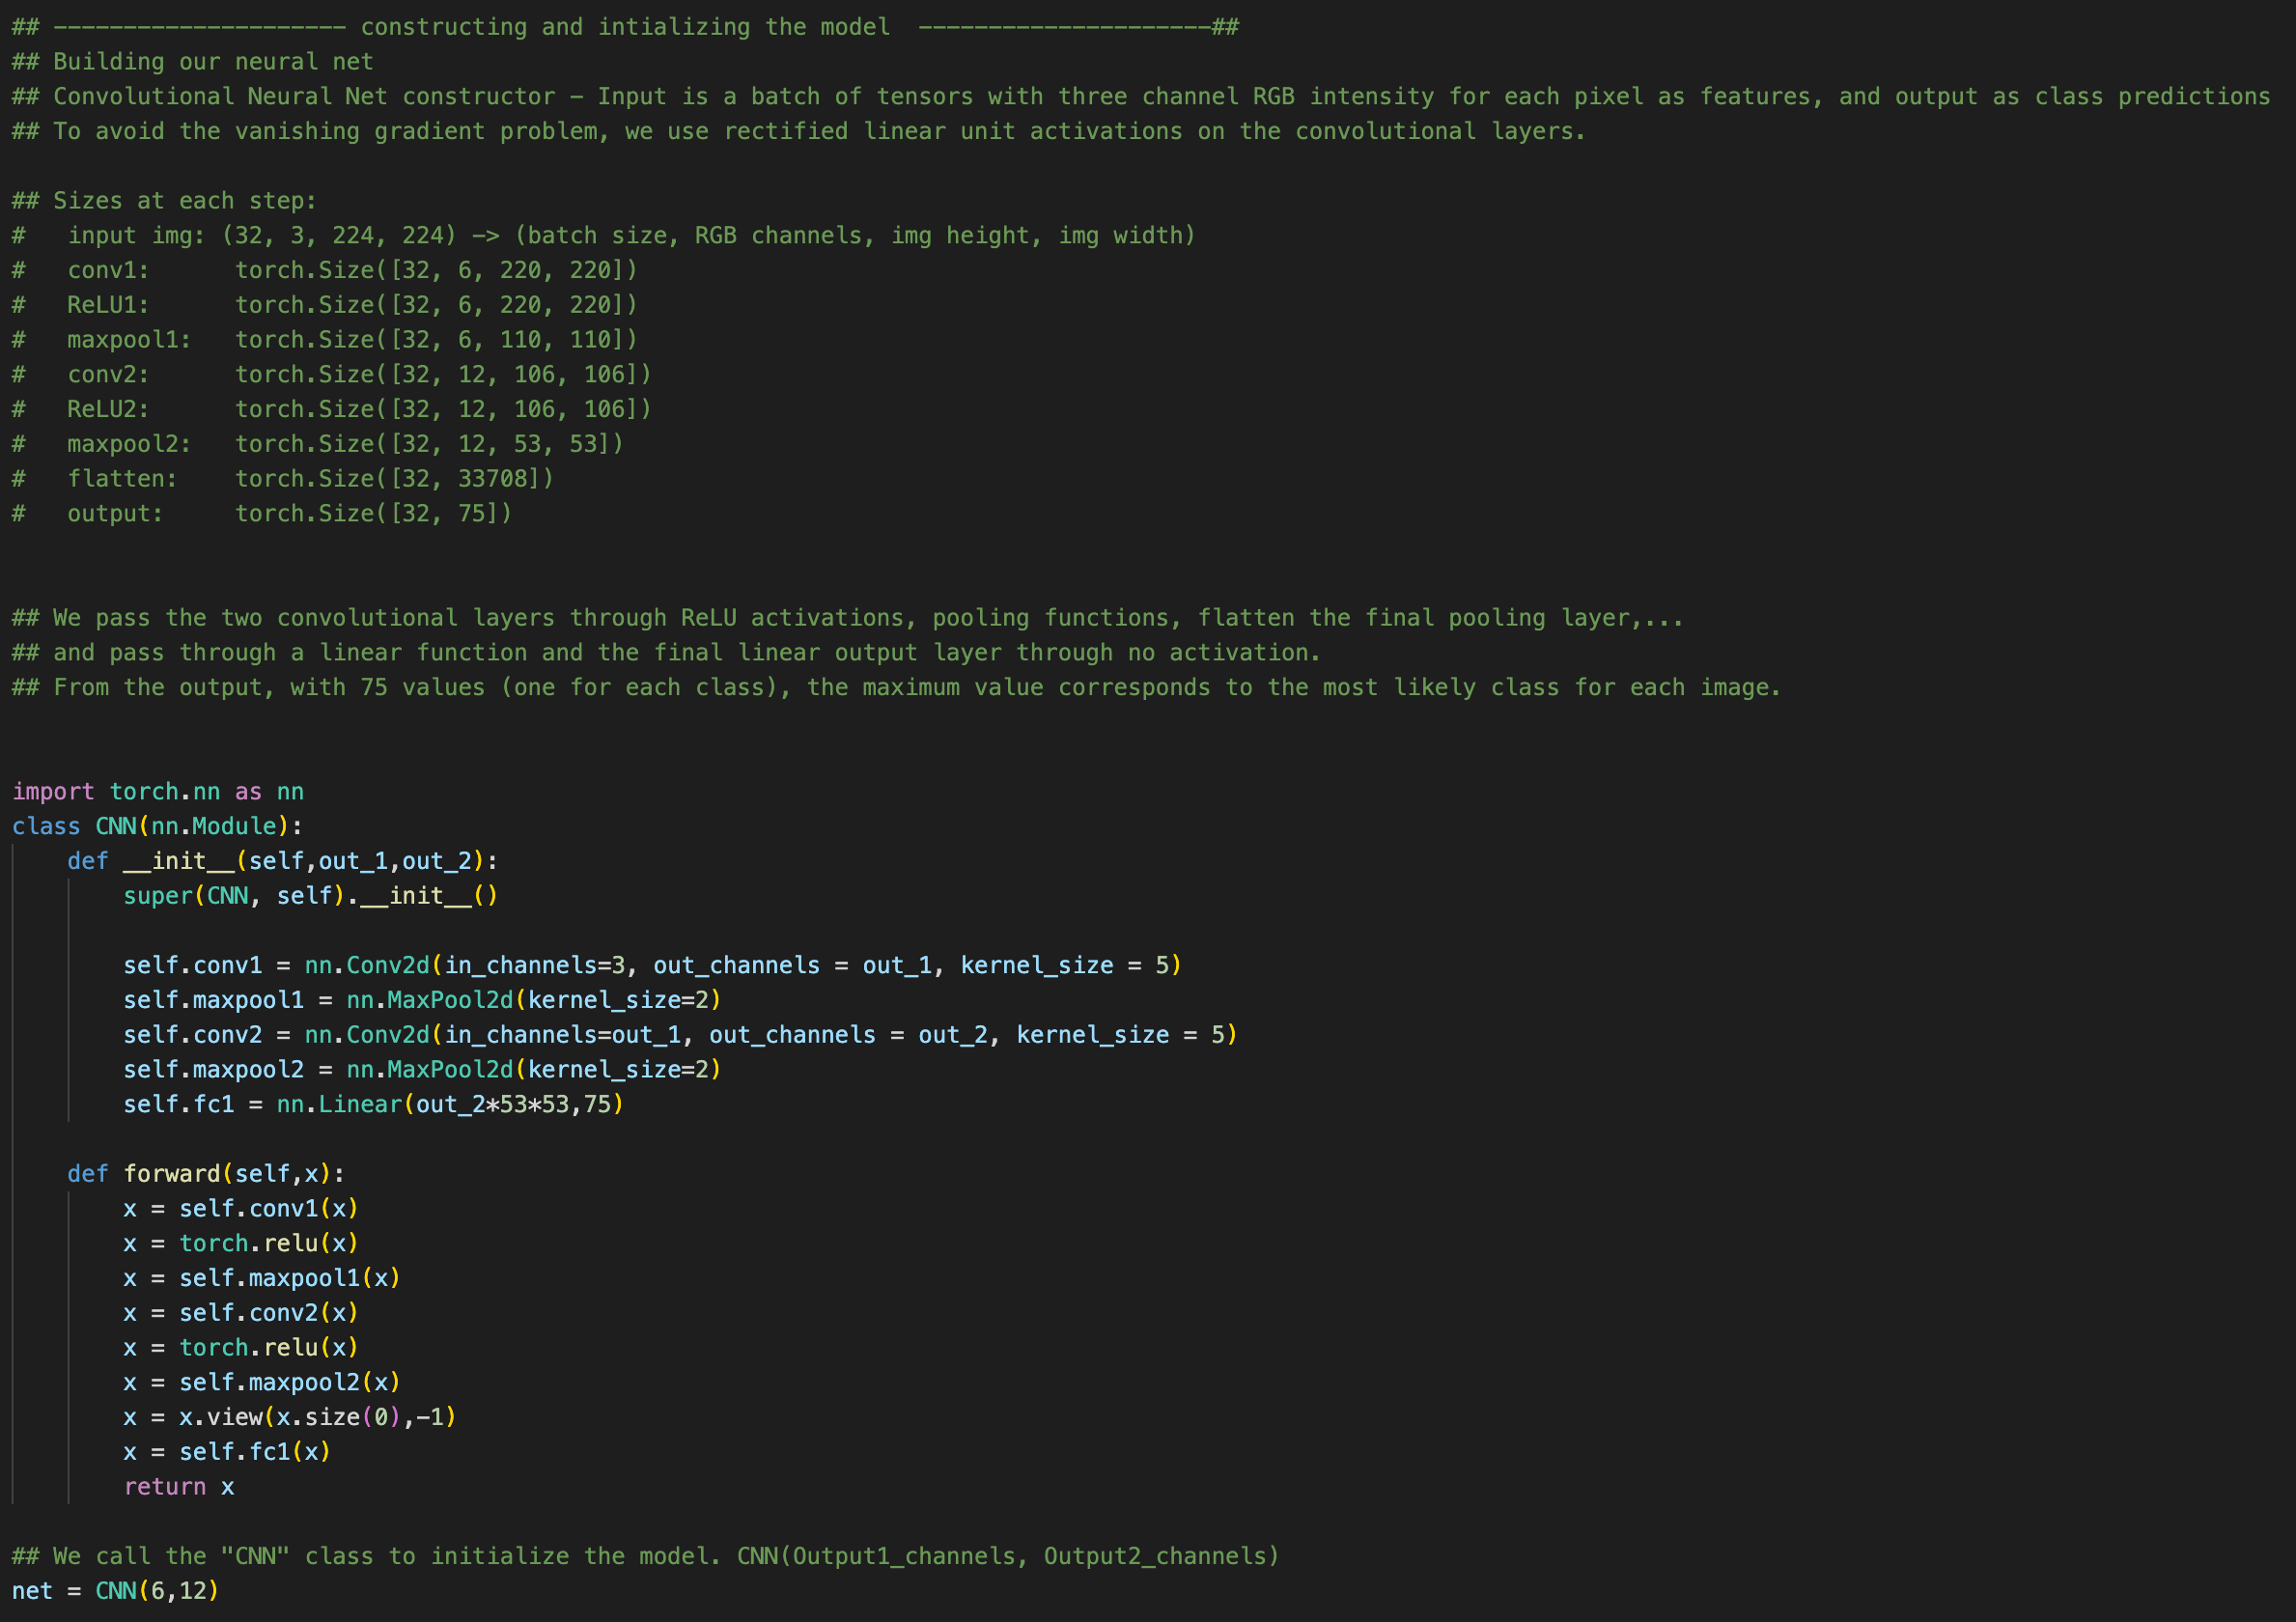 ## --------------------- constructing and intializing the model  ---------------------##
## Building our neural net
## Convolutional Neural Net constructor - Input is a batch of tensors with three channel RGB intensity for each pixel as features, and output as class predictions
## To avoid the vanishing gradient problem, we use rectified linear unit activations on the convolutional layers.

## Sizes at each step:
#   input img: (32, 3, 224, 224) -> (batch size, RGB channels, img height, img width)
#   conv1:      torch.Size([32, 6, 220, 220])
#   ReLU1:      torch.Size([32, 6, 220, 220])
#   maxpool1:   torch.Size([32, 6, 110, 110])
#   conv2:      torch.Size([32, 12, 106, 106])
#   ReLU2:      torch.Size([32, 12, 106, 106])
#   maxpool2:   torch.Size([32, 12, 53, 53])
#   flatten:    torch.Size([32, 33708])
#   output:     torch.Size([32, 75])

## We pass the two convolutional layers through ReLU activations, pooling functions, flatten the final pooling layer,...
## and pass through a linear function and the final linear output layer through no activation.
## From the output, with 75 values (one for each class), the maximum value corresponds to the most likely class for each image.

import torch.nn as nn
class CNN(nn.Module):
    def __init__(self,out_1,out_2):
        super(CNN, self).__init__()

        self.conv1 = nn.Conv2d(in_channels=3, out_channels = out_1, kernel_size = 5)
        self.maxpool1 = nn.MaxPool2d(kernel_size=2)
        self.conv2 = nn.Conv2d(in_channels=out_1, out_channels = out_2, kernel_size = 5)
        self.maxpool2 = nn.MaxPool2d(kernel_size=2)
        self.fc1 = nn.Linear(out_2*53*53,75)

    def forward(self,x):
        x = self.conv1(x)
        x = torch.relu(x)
        x = self.maxpool1(x)
        x = self.conv2(x)
        x = torch.relu(x)
        x = self.maxpool2(x)
        x = x.view(x.size(0),-1)
        x = self.fc1(x)
        return x

## We call the "CNN" class to initialize the model. CNN(Output1_channels, Output2_channels)
net = CNN(6,12)